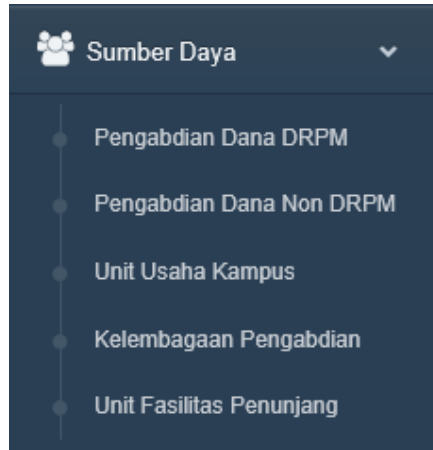 Sumber Daya
Pengabdian Dana DRPM
Pengabdian Dana Non DRPM
Unit Usaha Kampus
Kelembagaan Pengabdian
Unit Fasilitas Penunjang